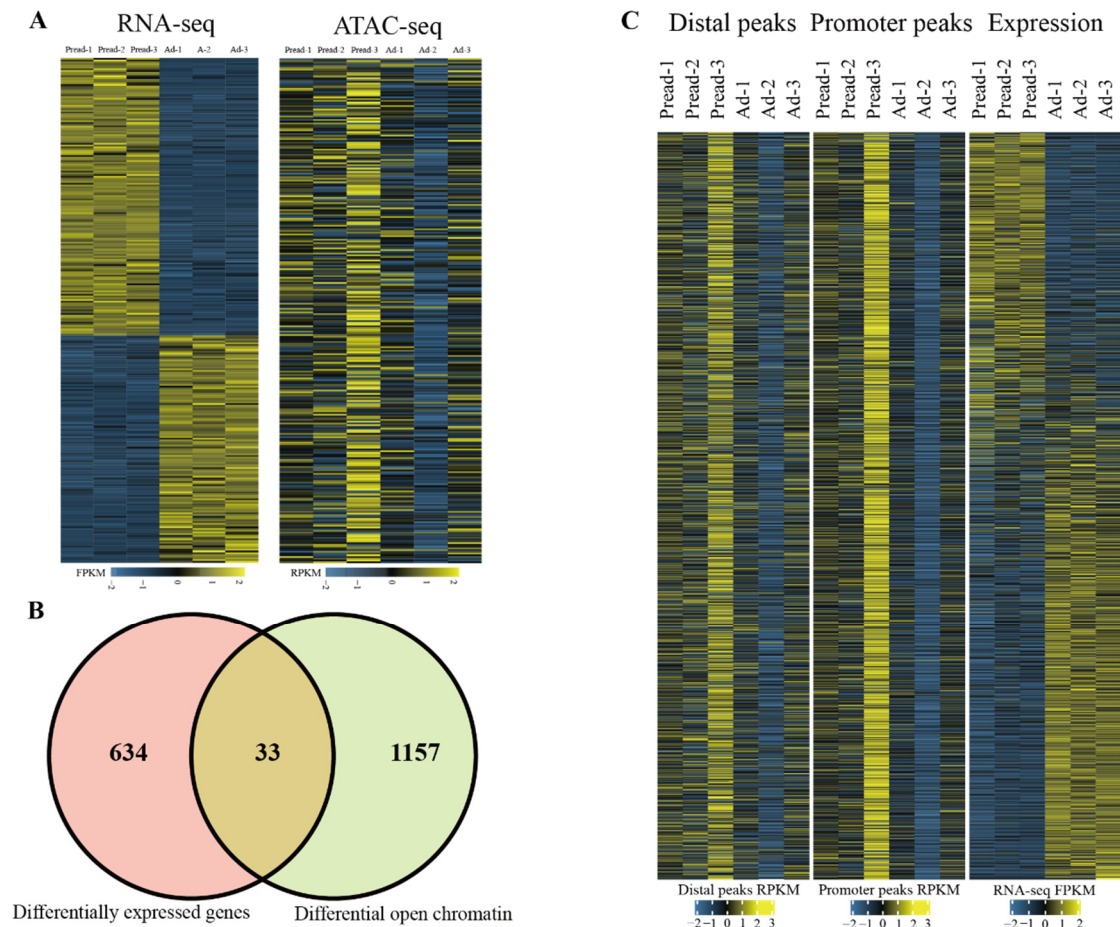 A
RNA-seq
ATAC-seq
Pread-1 Pread-2 Pread-3 Ad-1 A-2 Ad-3
Pread-1 Pread-2 Pread-3 Ad-1 Ad-2 Ad-3
FPKM
-2 -1 0 1 2
RPKM
-2 -1 0 1 2
B
634
33
1157
Differentially expressed genes
Differential open chromatin
C
Distal peaks Promoter peaks Expression
Pread-1 Pread-2 Pread-3 Ad-1 Ad-2 Ad-3 Pread-1 Pread-2 Pread-3 Ad-1 Ad-2 Ad-3 Pread-1 Pread-2 Pread-3 Ad-1 Ad-2 Ad-3
Distal peaks RPKM
Promoter peaks RPKM
RNA-seq FPKM
-2 -1 0 1 2 3
-2 -1 0 1 2 3
-2 -1 0 1 2